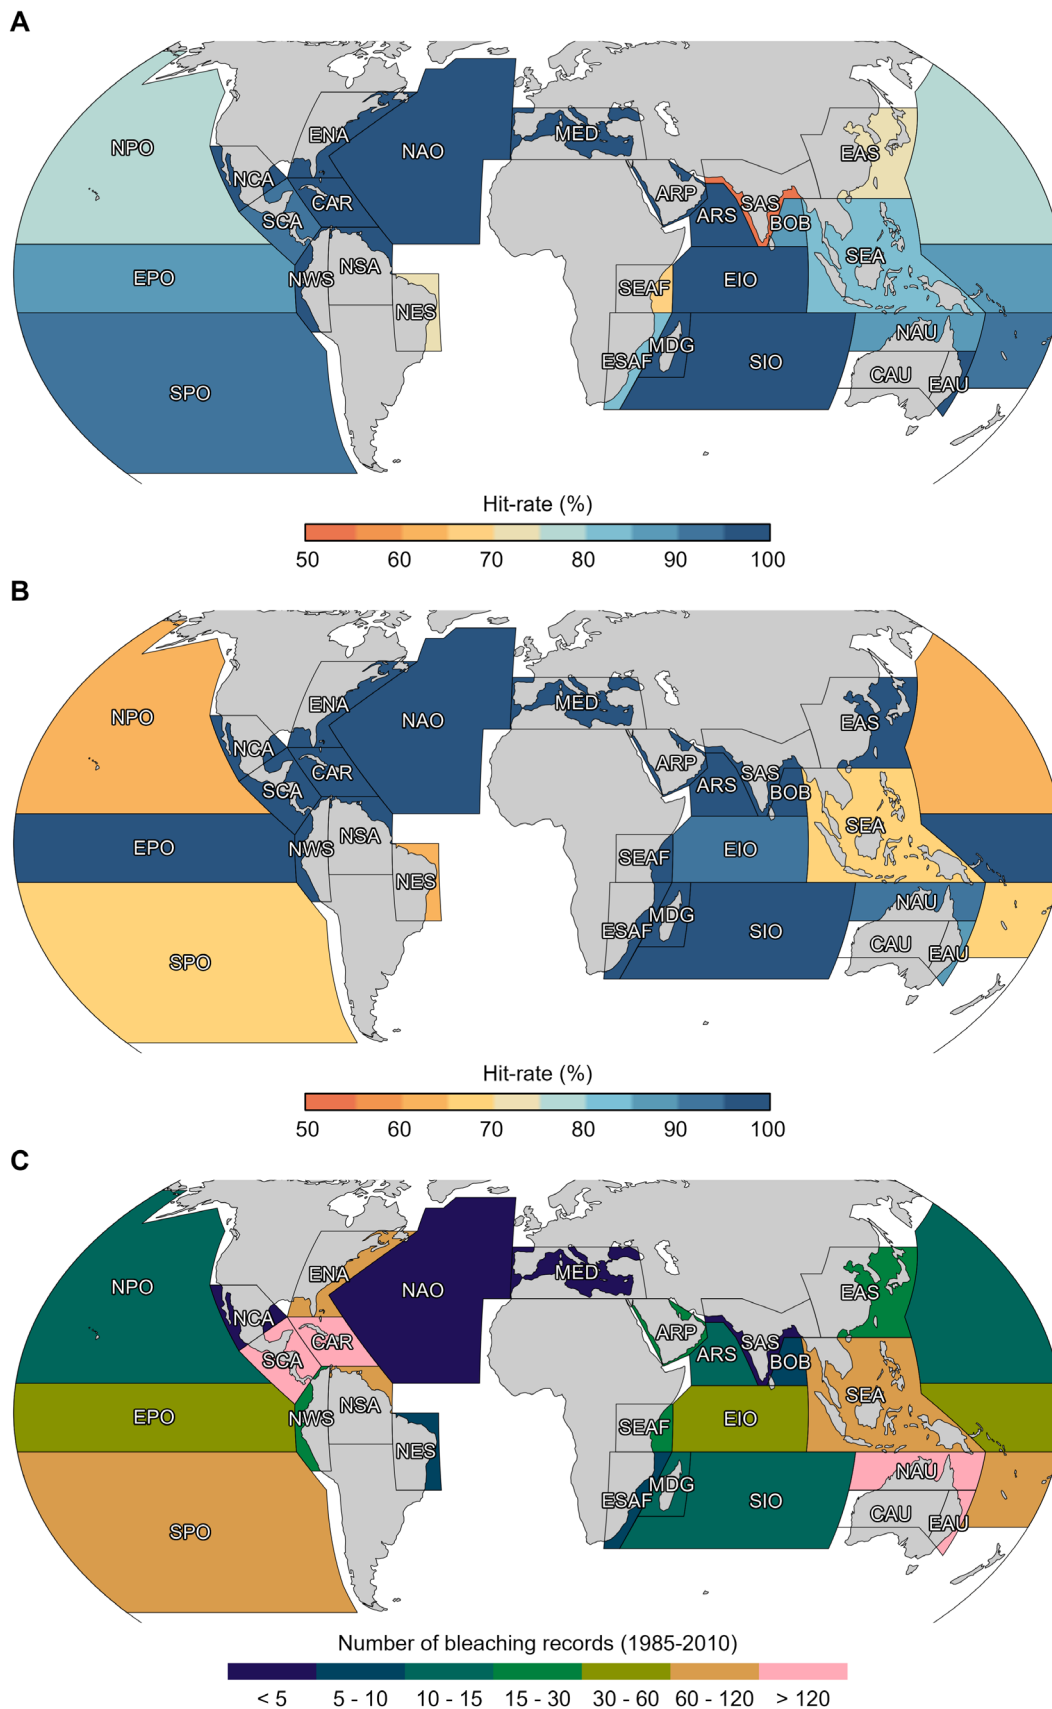 A
NPO
ENA
NAO
MED
EAS
NCA
CAR
SCA
ARP
ARS
SAS
BOB
SEA
EPO
NWS
NSA
NES
SEAF
EIO
SPO
ESAF
MDG
SIO
NAU
CAU
EAU
Hit-rate (%)
50 60 70 80 90 100
B
NPO
ENA
NAO
MED
EAS
NCA
CAR
SCA
ARP
ARS
SAS
BOB
SEA
EPO
NWS
NSA
NES
SEAF
EIO
SPO
ESAF
MDG
SIO
NAU
CAU
EAU
Hit-rate (%)
50 60 70 80 90 100
C
NPO
ENA
NAO
MED
EAS
NCA
CAR
SCA
ARP
ARS
SAS
BOB
SEA
EPO
NWS
NSA
NES
SEAF
EIO
SPO
ESAF
MDG
SIO
NAU
CAU
EAU
Number of bleaching records (1985-2010)
< 5 5 - 10 10 - 15 15 - 30 30 - 60 60 - 120 > 120